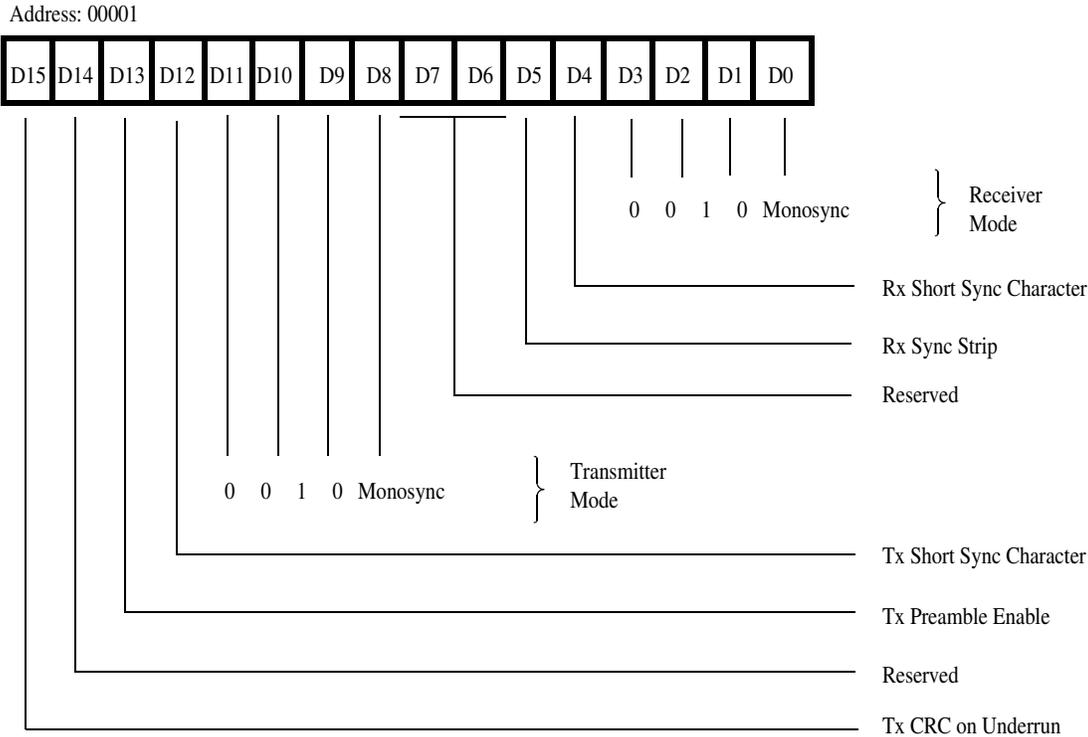 Address: 00001
D15 D14 D13 D12 D11 D10 D9 D8 D7 D6 D5 D4 D3 D2 D1 D0
0 0 1 0 Monosync
Receiver
Mode
Rx Short Sync Character
Rx Sync Strip
Reserved
0 0 1 0 Monosync
Transmitter
Mode
Tx Short Sync Character
Tx Preamble Enable
Reserved
Tx CRC on Underrun